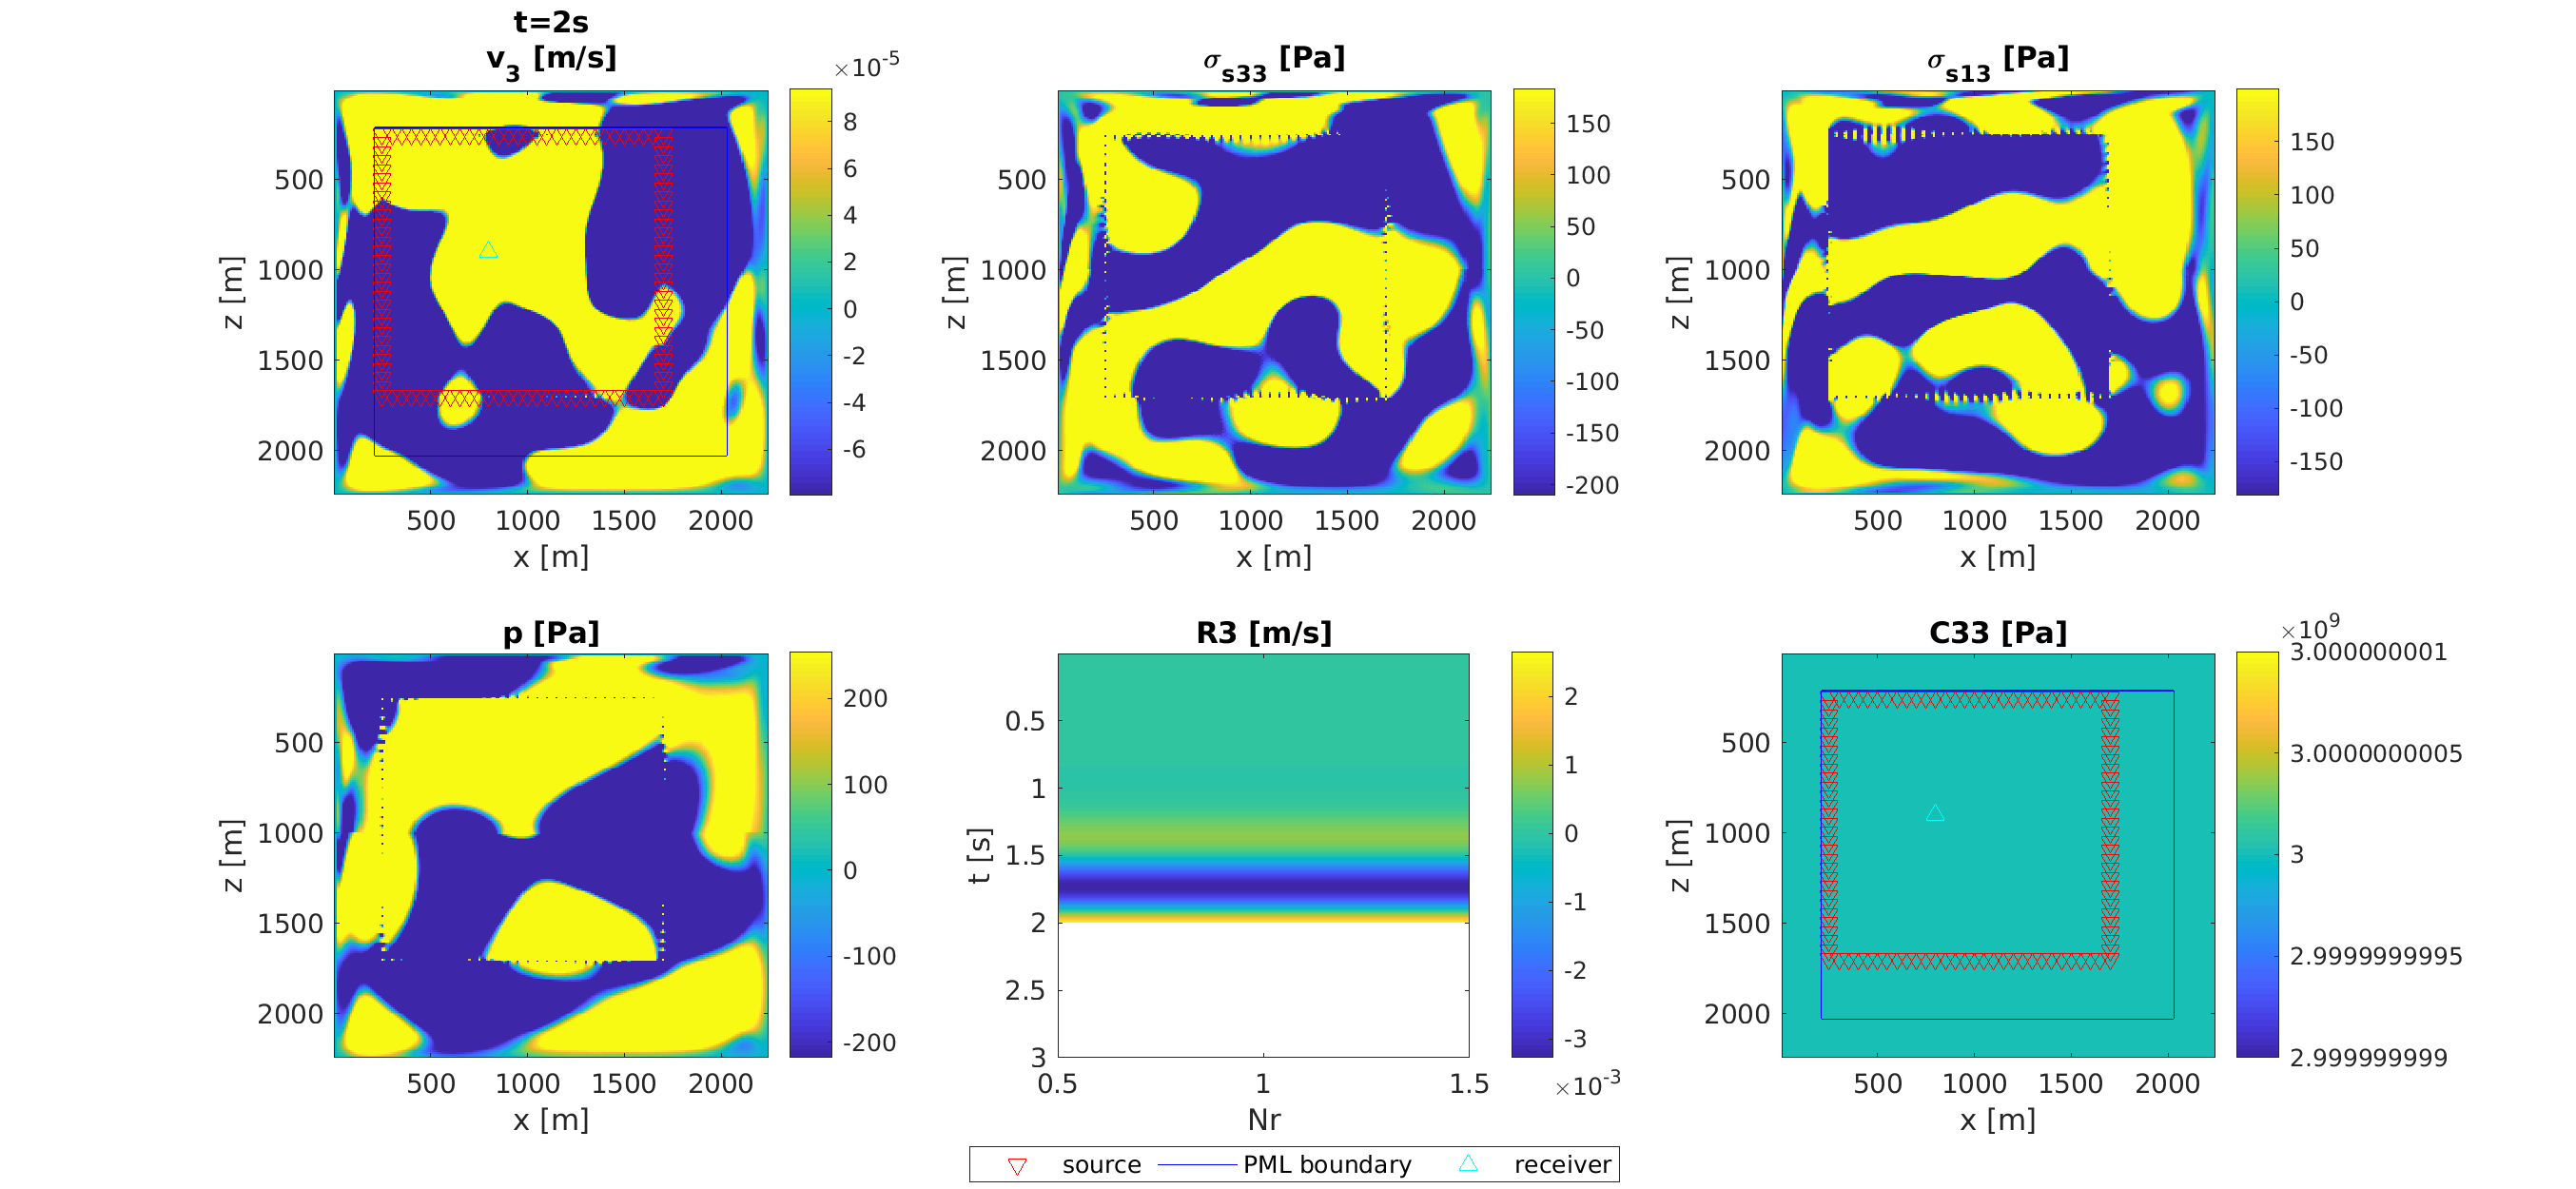 t=2s
v3 [m/s]
×10-5
8
6
4
2
0
-2
-4
-6
500
1000
1500
2000
z [m]
500 1000 1500 2000
x [m]
σs33 [Pa]
150
100
50
0
-50
-100
-150
-200
500
1000
1500
2000
z [m]
500 1000 1500 2000
x [m]
σs13 [Pa]
150
100
50
0
-50
-100
-150
500
1000
1500
2000
z [m]
500 1000 1500 2000
x [m]
p [Pa]
200
100
0
-100
-200
500
1000
1500
2000
z [m]
500 1000 1500 2000
x [m]
R3 [m/s]
2
1
0
-1
-2
-3
×10-3
0.5
1
1.5
2
2.5
3
t [s]
0.5 1 1.5
Nr
C33 [Pa]
×109
3.000000001
3.0000000005
3
2.9999999995
2.999999999
500
1000
1500
2000
z [m]
500 1000 1500 2000
x [m]
source PML boundary receiver